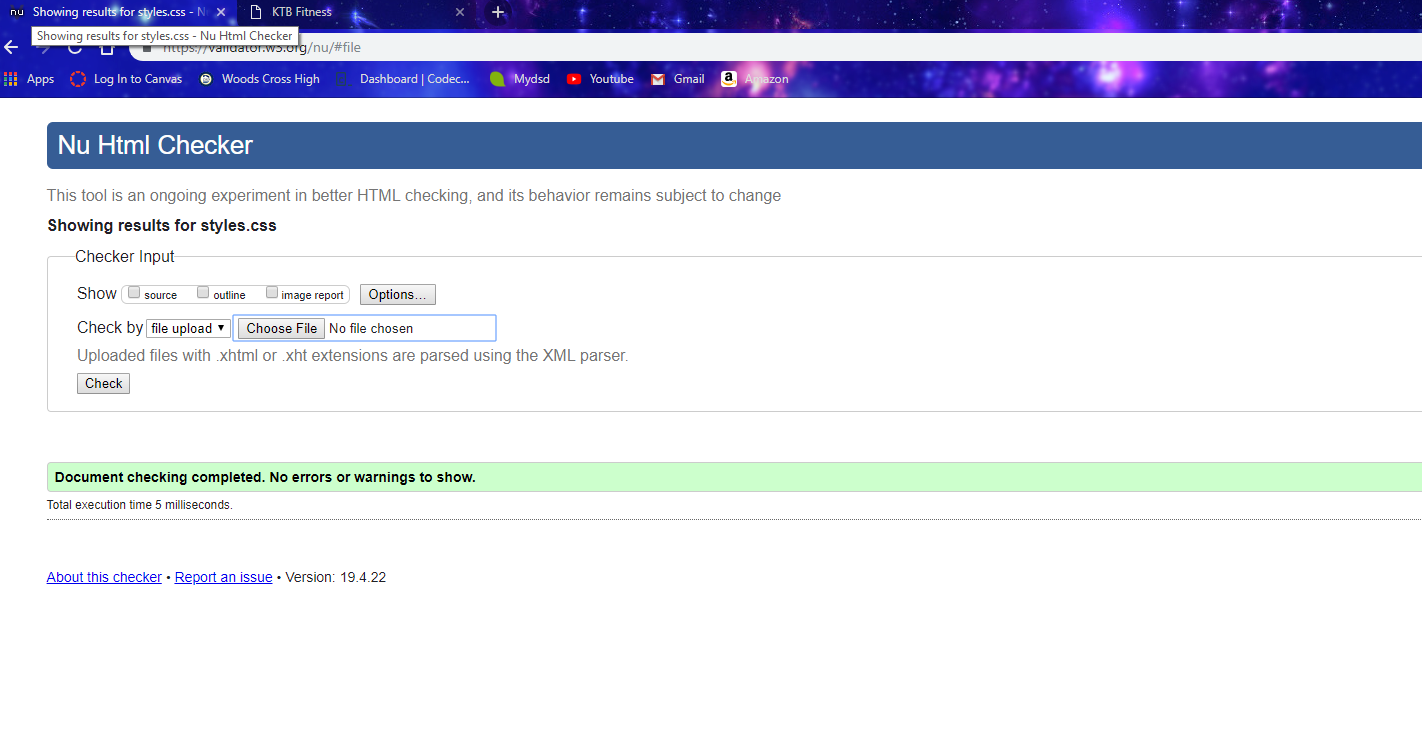 nu Showing results for styles.css - N KTB Fitness
Showing results for styles.css - Nu Html Checker
https://validator.w3.org/nu/#file
Apps Log In to Canvas Woods Cross High Dashboard | Codec... Mydsd Youtube Gmail Amazon
Nu Html Checker
This tool is an ongoing experiment in better HTML checking, and its behavior remains subject to change
Showing results for styles.css
Checker Input
Show source outline image report Options...
Check by file upload Choose File No file chosen
Uploaded files with .xhtml or .xht extensions are parsed using the XML parser.
Check
Document checking completed. No errors or warnings to show.
Total execution time 5 milliseconds.
About this checker • Report an issue • Version: 19.4.22